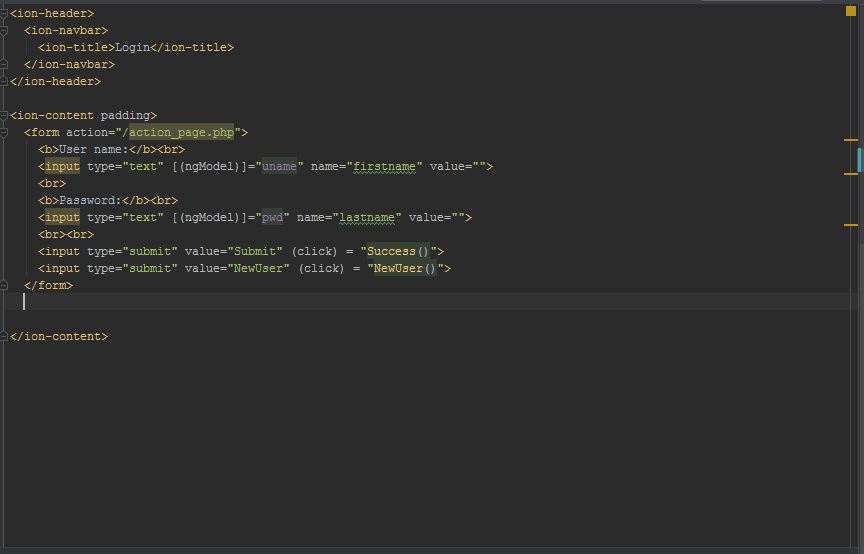 <ion-header>
<ion-navbar>
<ion-title>Login</ion-title>
</ion-navbar>
</ion-header>
<ion-content padding>
<form action="/action_page.php">
<b>User name:</b><br>
<input type="text" [(ngModel)]="uname" name="firstname" value="">
<br>
<b>Password:</b><br>
<input type="text" [(ngModel)]="pwd" name="lastname" value="">
<br><br>
<input type="submit" value="Submit" (click) = "Success()">
<input type="submit" value="NewUser" (click) = "NewUser()">
</form>
</ion-content>